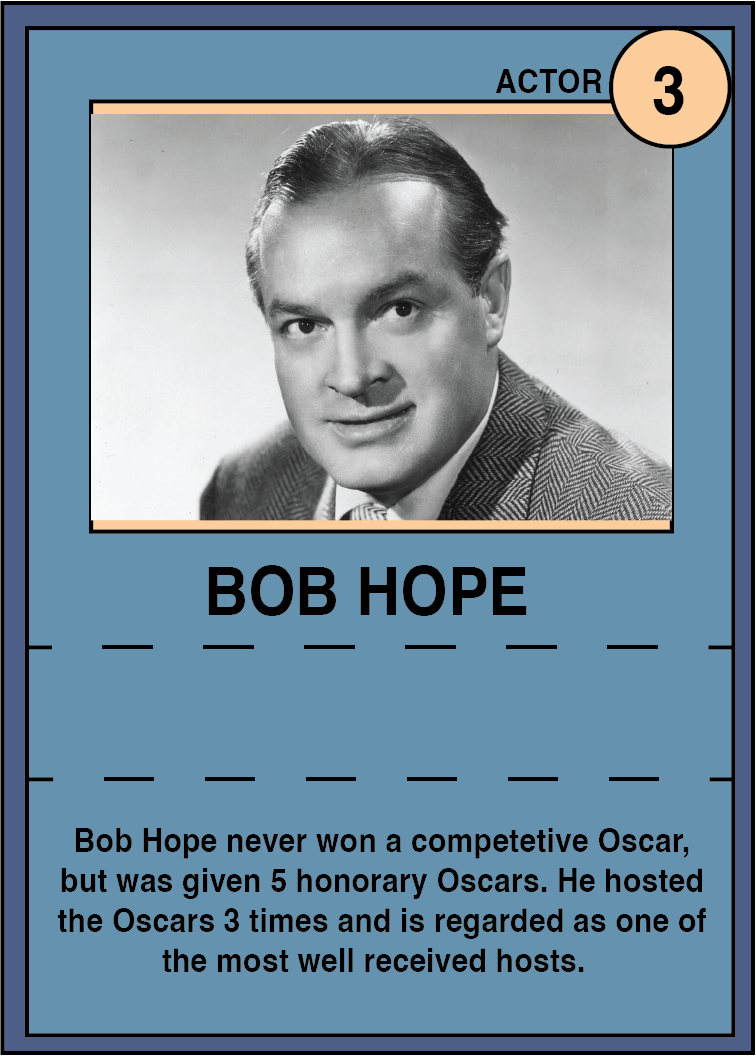 ACTOR
3
BOB HOPE
Bob Hope never won a competetive Oscar,
but was given 5 honorary Oscars. He hosted
the Oscars 3 times and is regarded as one of
the most well received hosts.